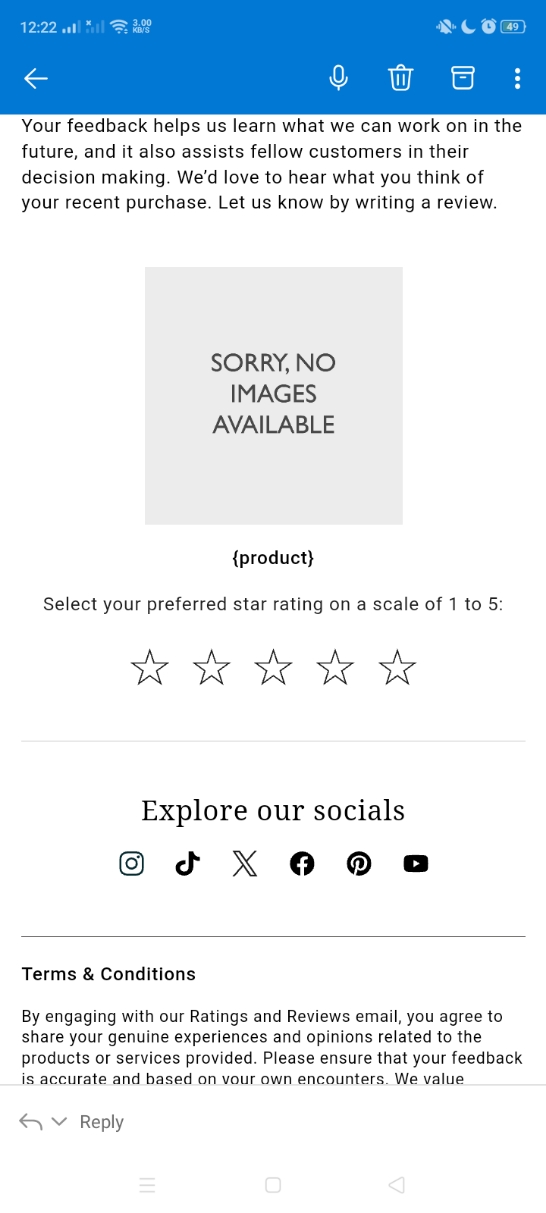 12:22
3.00
KB/S
49
Your feedback helps us learn what we can work on in the
future, and it also assists fellow customers in their
decision making. We’d love to hear what you think of
your recent purchase. Let us know by writing a review.
SORRY, NO
IMAGES
AVAILABLE
{product}
Select your preferred star rating on a scale of 1 to 5:
Explore our socials
Terms & Conditions
By engaging with our Ratings and Reviews email, you agree to
share your genuine experiences and opinions related to the
products or services provided. Please ensure that your feedback
is accurate and based on your own encounters. We value
Reply